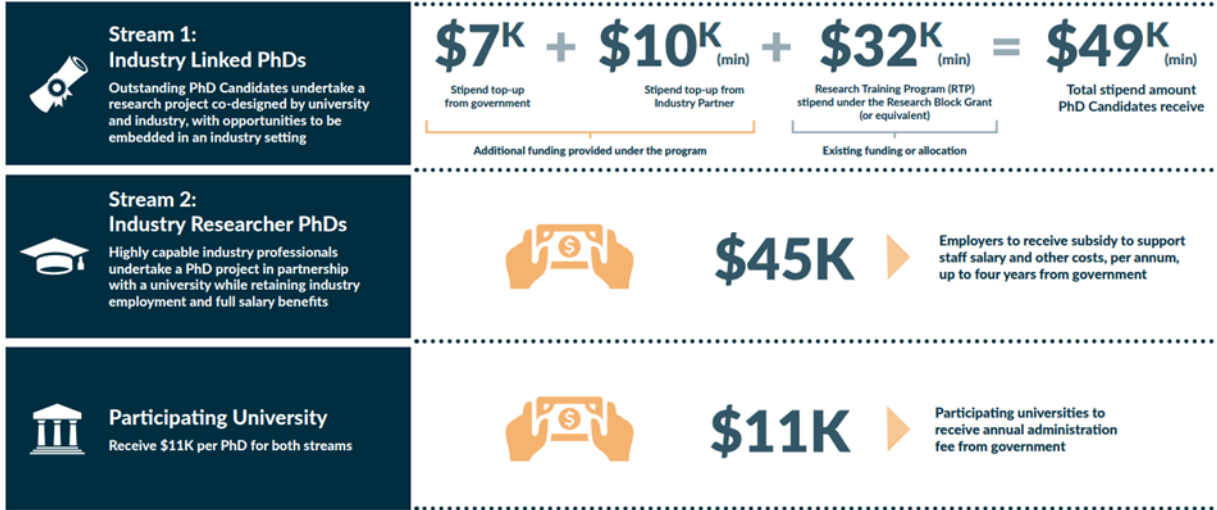 Stream 1:
Industry Linked PhDs
Outstanding PhD Candidates undertake a
research project co-designed by university
and industry, with opportunities to be
embedded in an industry setting
$7K + $10K (min) + $32K (min) = $49K (min)
Stipend top-up
from government
Stipend top-up from
Industry Partner
Research Training Program (RTP)
stipend under the Research Block Grant
(or equivalent)
Total stipend amount
PhD Candidates receive
Additional funding provided under the program
Existing funding or allocation
Stream 2:
Industry Researcher PhDs
Highly capable industry professionals
undertake a PhD project in partnership
with a university while retaining industry
employment and full salary benefits
$
$45K
Employers to receive subsidy to support
staff salary and other costs, per annum,
up to four years from government
Participating University
Receive $11K per PhD for both streams
$
$11K
Participating universities to
receive annual administration
fee from government